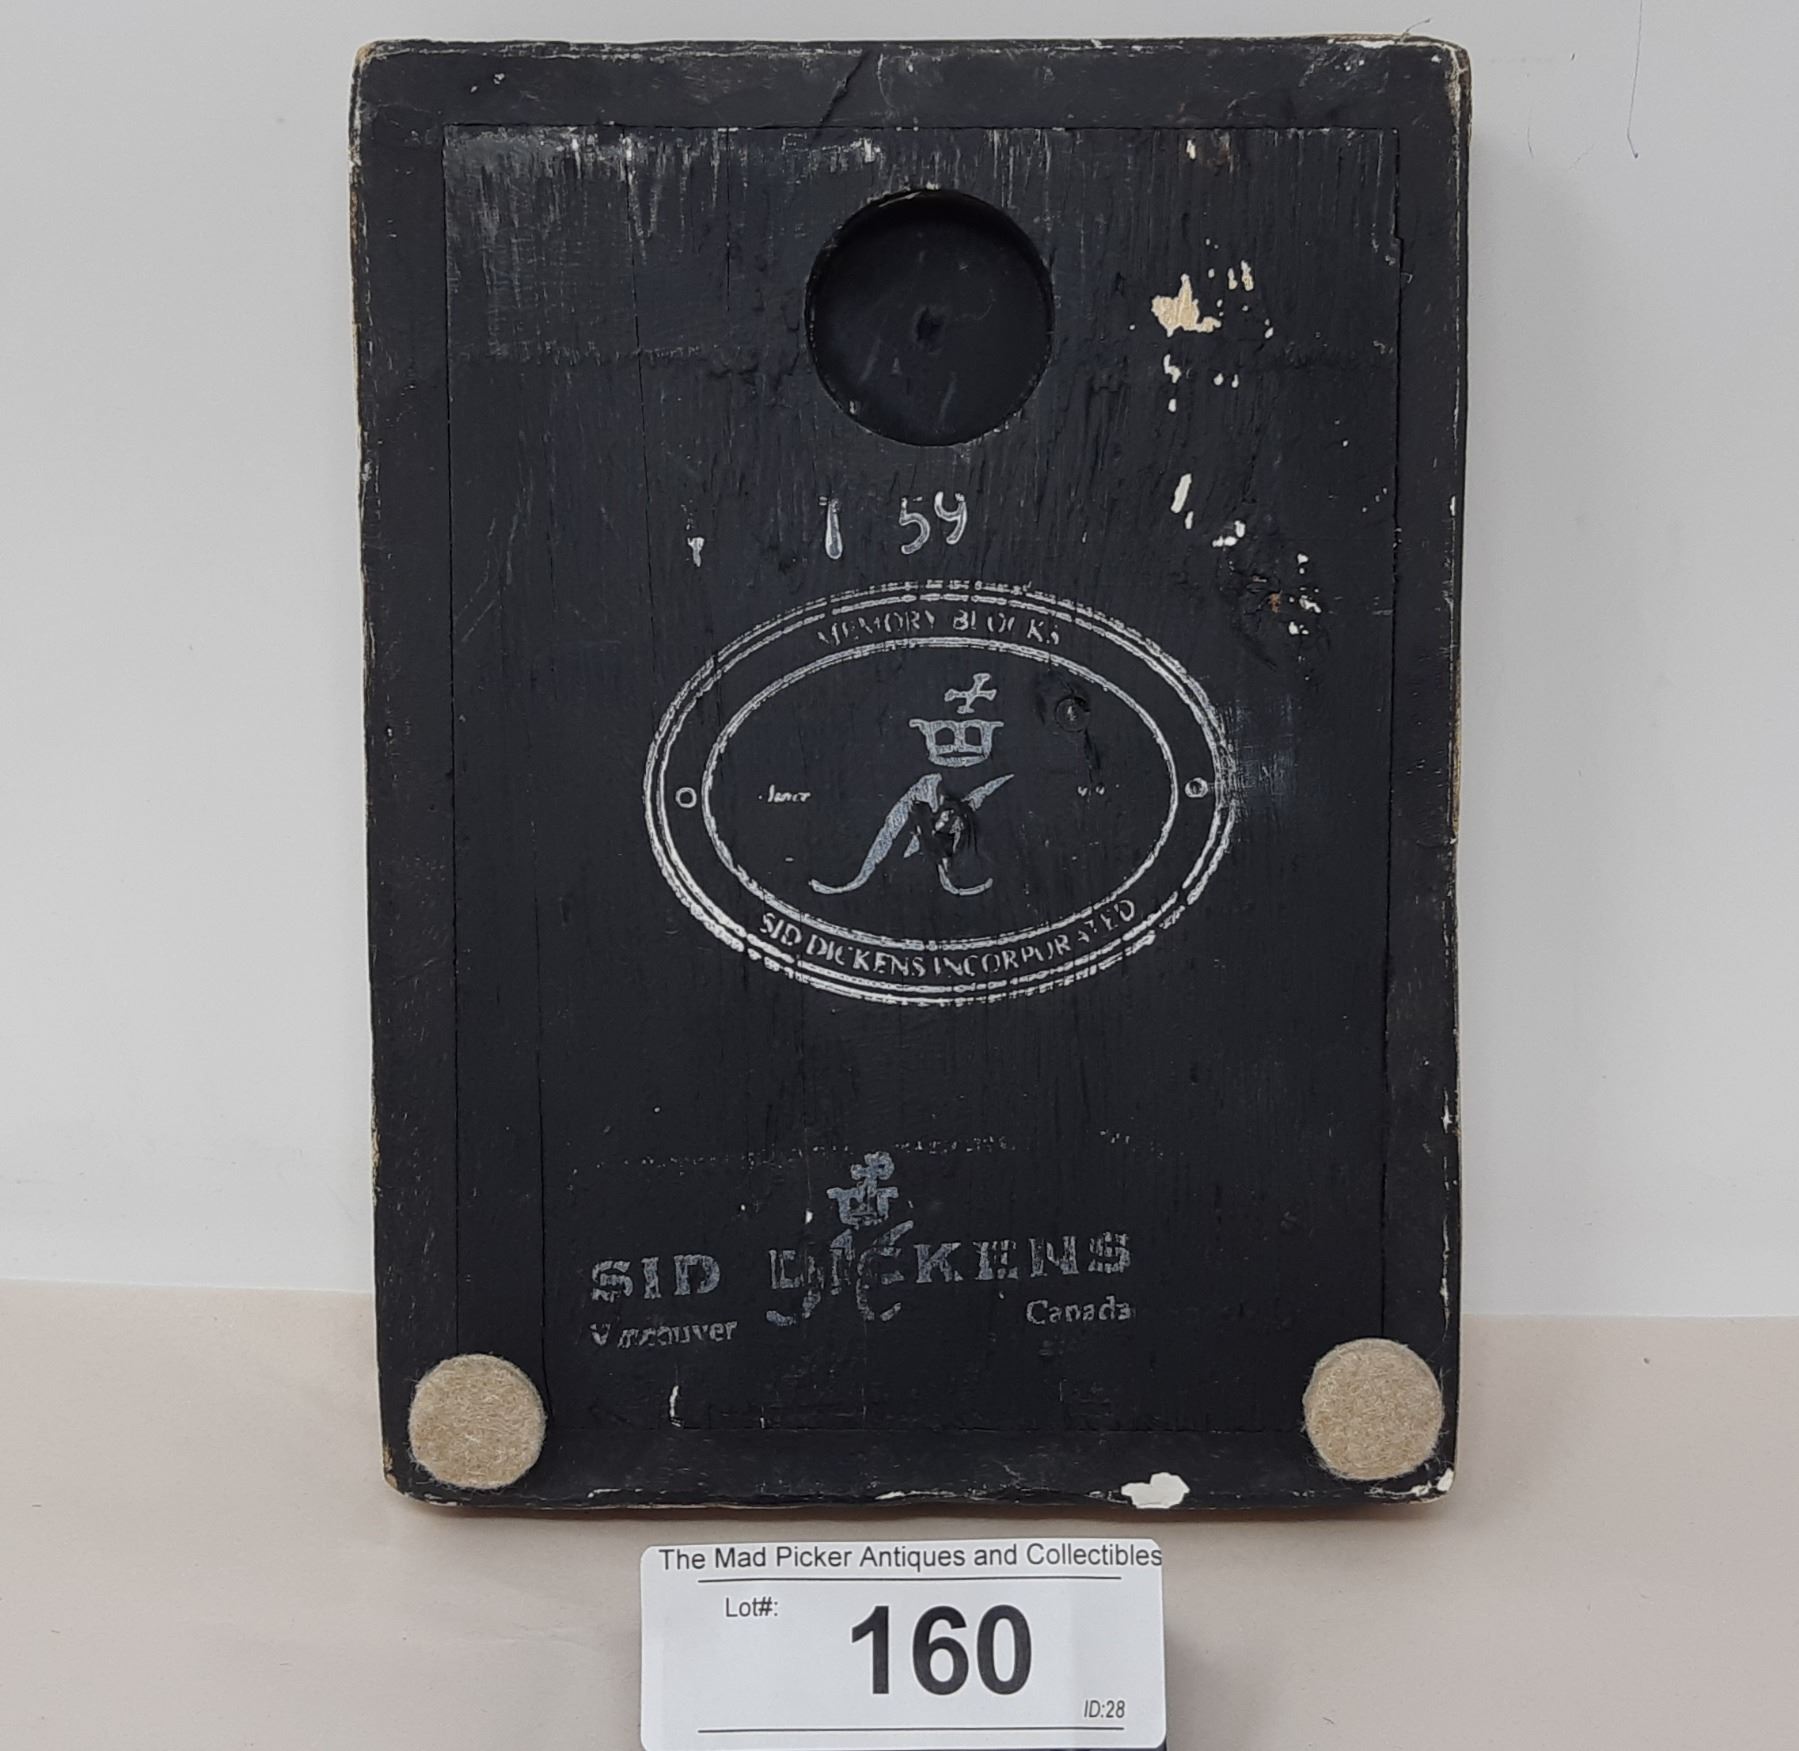 T 59
MEMORY BLOCKS
SID DICKENS INCORPORATED
SID DICKENS
Vancouver Canada
The Mad Picker Antiques and Collectibles
Lot#: 160
ID:28